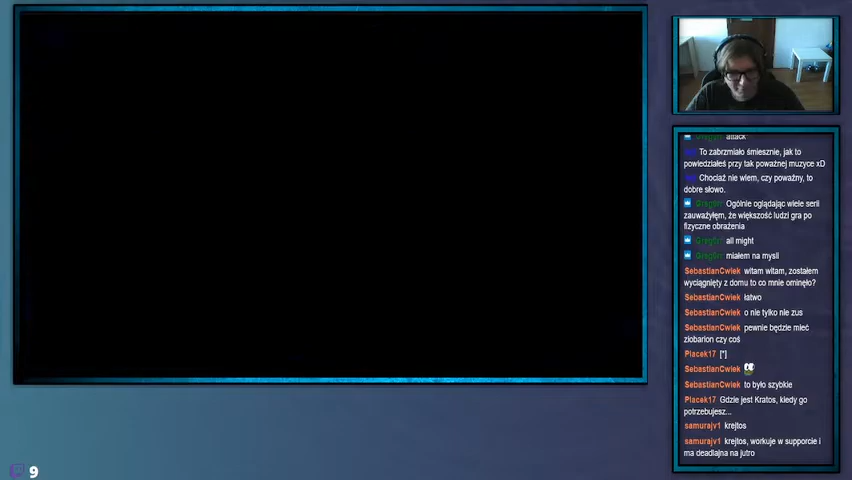 GregSrr attack
To zabrzmiało śmiesznie, jak to
powiedziałeś przy tak poważnej muzyce xD
Chociaż nie wiem, czy poważny, to
dobre słowo.
Ogólnie oglądając wiele serii
zauważyłęm, że większość ludzi gra po
fizyczne obrażenia
all might
miałem na mysli
SebastianCwiek witam witam, zostałem
wyciągnięty z domu to co mnie ominęło?
SebastianCwiek łatwo
SebastianCwiek o nie tylko nie zus
SebastianCwiek pewnie będzie mieć
ziobarion czy coś
Placek17 [*]
SebastianCwiek
SebastianCwiek to było szybkie
Placek17 Gdzie jest Kratos, kiedy go
potrzebujesz...
samurajv1 krejtos
samurajv1 krejtos, workuje w supporcie i
ma deadlajna na jutro
9